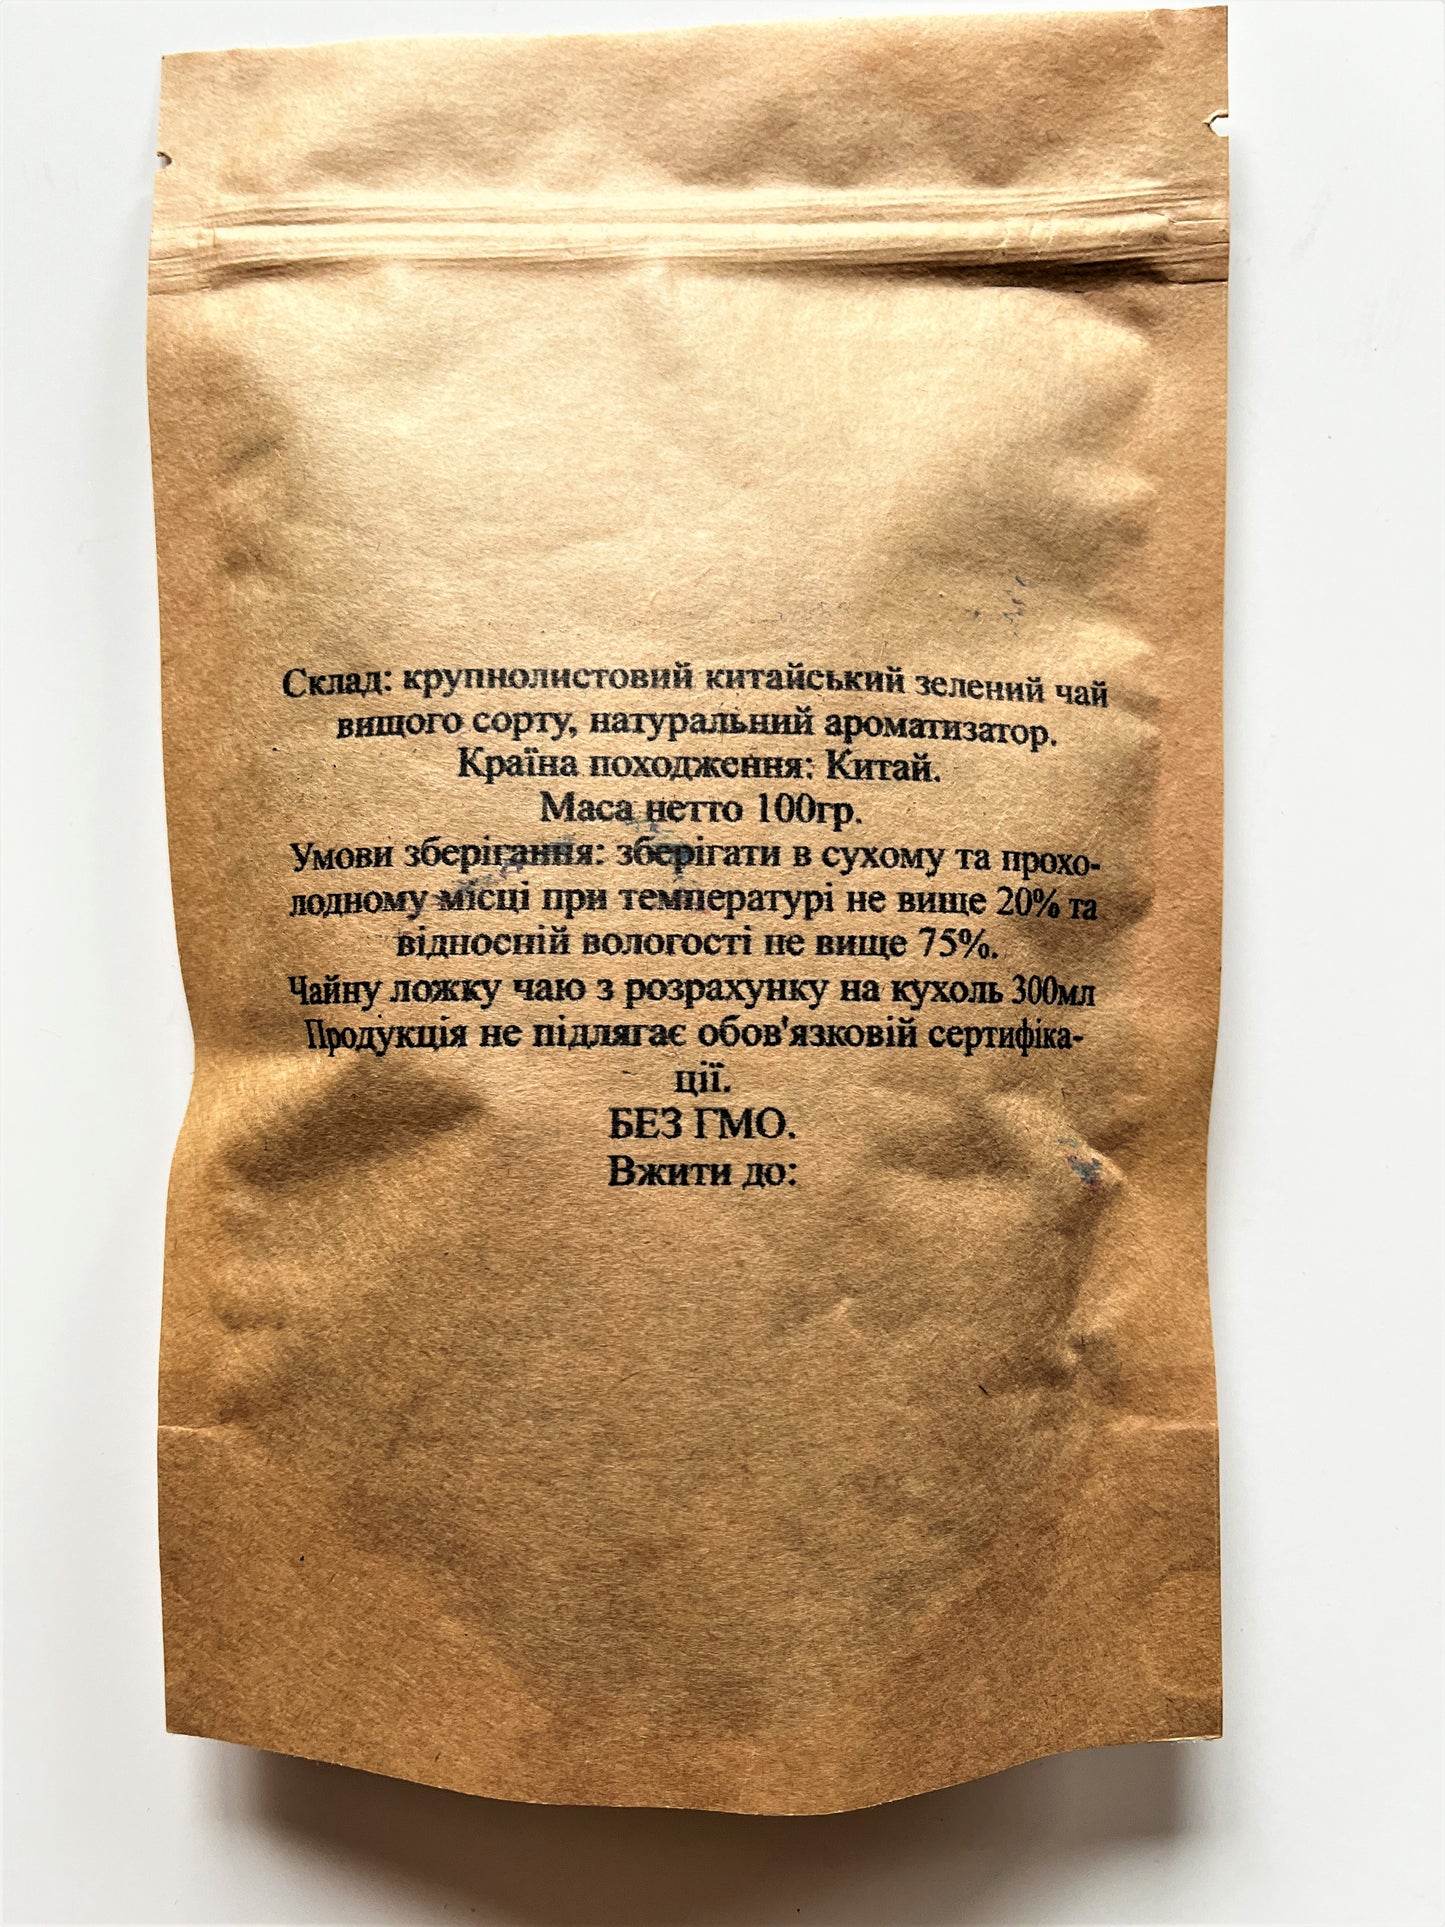 Склад: крупнолистовий китайський зелений чай
вищого сорту, натуральний ароматизатор.
Країна походження: Китай.
Маса нетто 100гр.
Умови зберігання: зберігати в сухому та прохо-
лодному місці при температурі не вище 20% та
відносній вологості не вище 75%.
Чайну ложку чаю з розрахунку на кухоль 300мл
Продукція не підлягає обов'язковій сертифіка-
ції.
БЕЗ ГМО.
Вжити до: